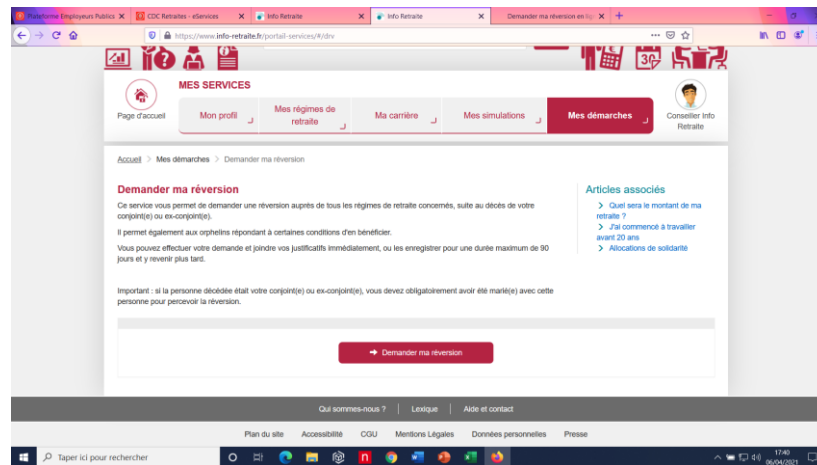 Plateforme Employeurs Publics
CDC Retraites - eServices
Info Retraite
Info Retraite
Demander ma réversion en lig
https://www.info-retraite.fr/portail-services/#/drv
MES SERVICES
Page d'accueil
Mon profil
Mes régimes de
retraite
Ma carrière
Mes simulations
Mes démarches
Conseiller Info
Retraite
Accueil > Mes démarches > Demander ma réversion
Demander ma réversion
Ce service vous permet de demander une réversion auprès de tous les régimes de retraite concernés, suite au décès de votre
conjoint(e) ou ex-conjoint(e).
Il permet également aux orphelins répondant à certaines conditions d'en bénéficier.
Vous pouvez effectuer votre demande et joindre vos justificatifs immédiatement, ou les enregistrer pour une durée maximum de 90
jours et y revenir plus tard.
Important : si la personne décédée était votre conjoint(e) ou ex-conjoint(e), vous devez obligatoirement avoir été marié(e) avec cette
personne pour percevoir la réversion.
Articles associés
> Quel sera le montant de ma
retraite ?
> J'ai commencé à travailler
avant 20 ans
> Allocations de solidarité
Demander ma réversion
Qui sommes-nous ? | Lexique | Aide et contact
Plan du site Accessibilité CGU Mentions Légales Données personnelles Presse
Taper ici pour rechercher
17:40
06/04/2021